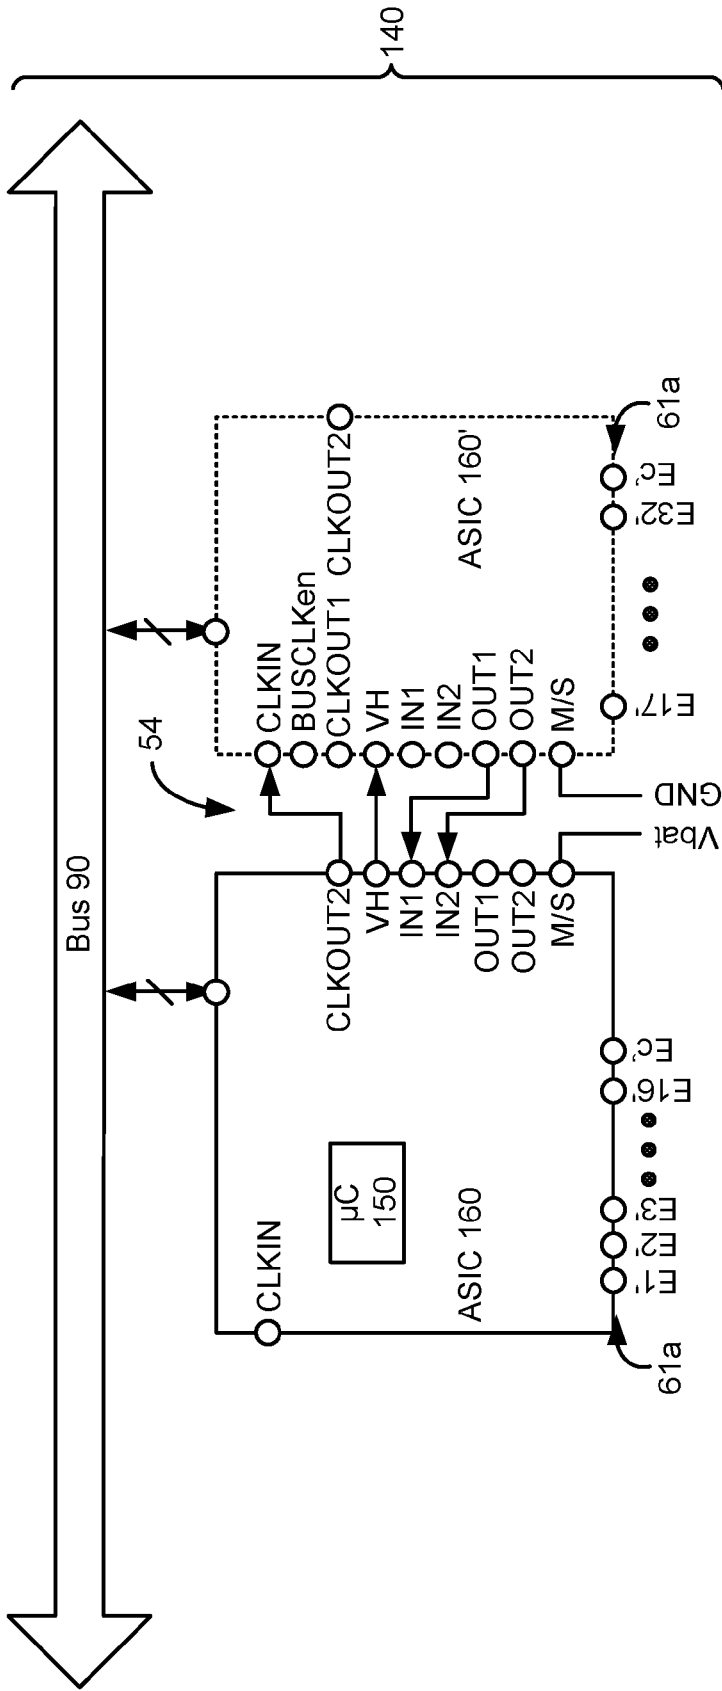 140
Bus 90
54
CLKIN
µC
150
ASIC 160
CLKOUT2
VH
IN1
IN2
OUT1
OUT2
M/S
CLKIN
BUSCLKen
CLKOUT1
CLKOUT2
VH
IN1
IN2
OUT1
OUT2
M/S
ASIC 160'
Vbat
GND
61a
E1'
E2'
E3'
E16'
Ec'
E17'
E32'
Ec'
61a